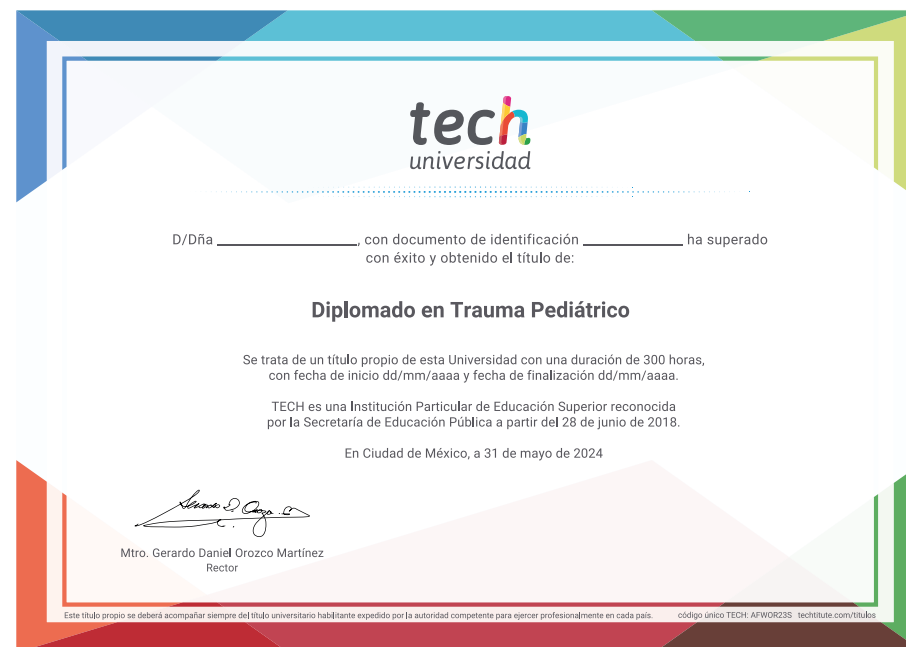 tech
universidad
D/Dña ____________________, con documento de identificación ______________ ha superado
con éxito y obtenido el título de:
Diplomado en Trauma Pediátrico
Se trata de un título propio de esta Universidad con una duración de 300 horas,
con fecha de inicio dd/mm/aaaa y fecha de finalización dd/mm/aaaa.
TECH es una Institución Particular de Educación Superior reconocida
por la Secretaría de Educación Pública a partir del 28 de junio de 2018.
En Ciudad de México, a 31 de mayo de 2024
Mtro. Gerardo Daniel Orozco Martínez
Rector
Este título propio se deberá acompañar siempre del título universitario habilitante expedido por la autoridad competente para ejercer profesionalmente en cada país. código único TECH: AFWOR23S techtitute.com/titulos